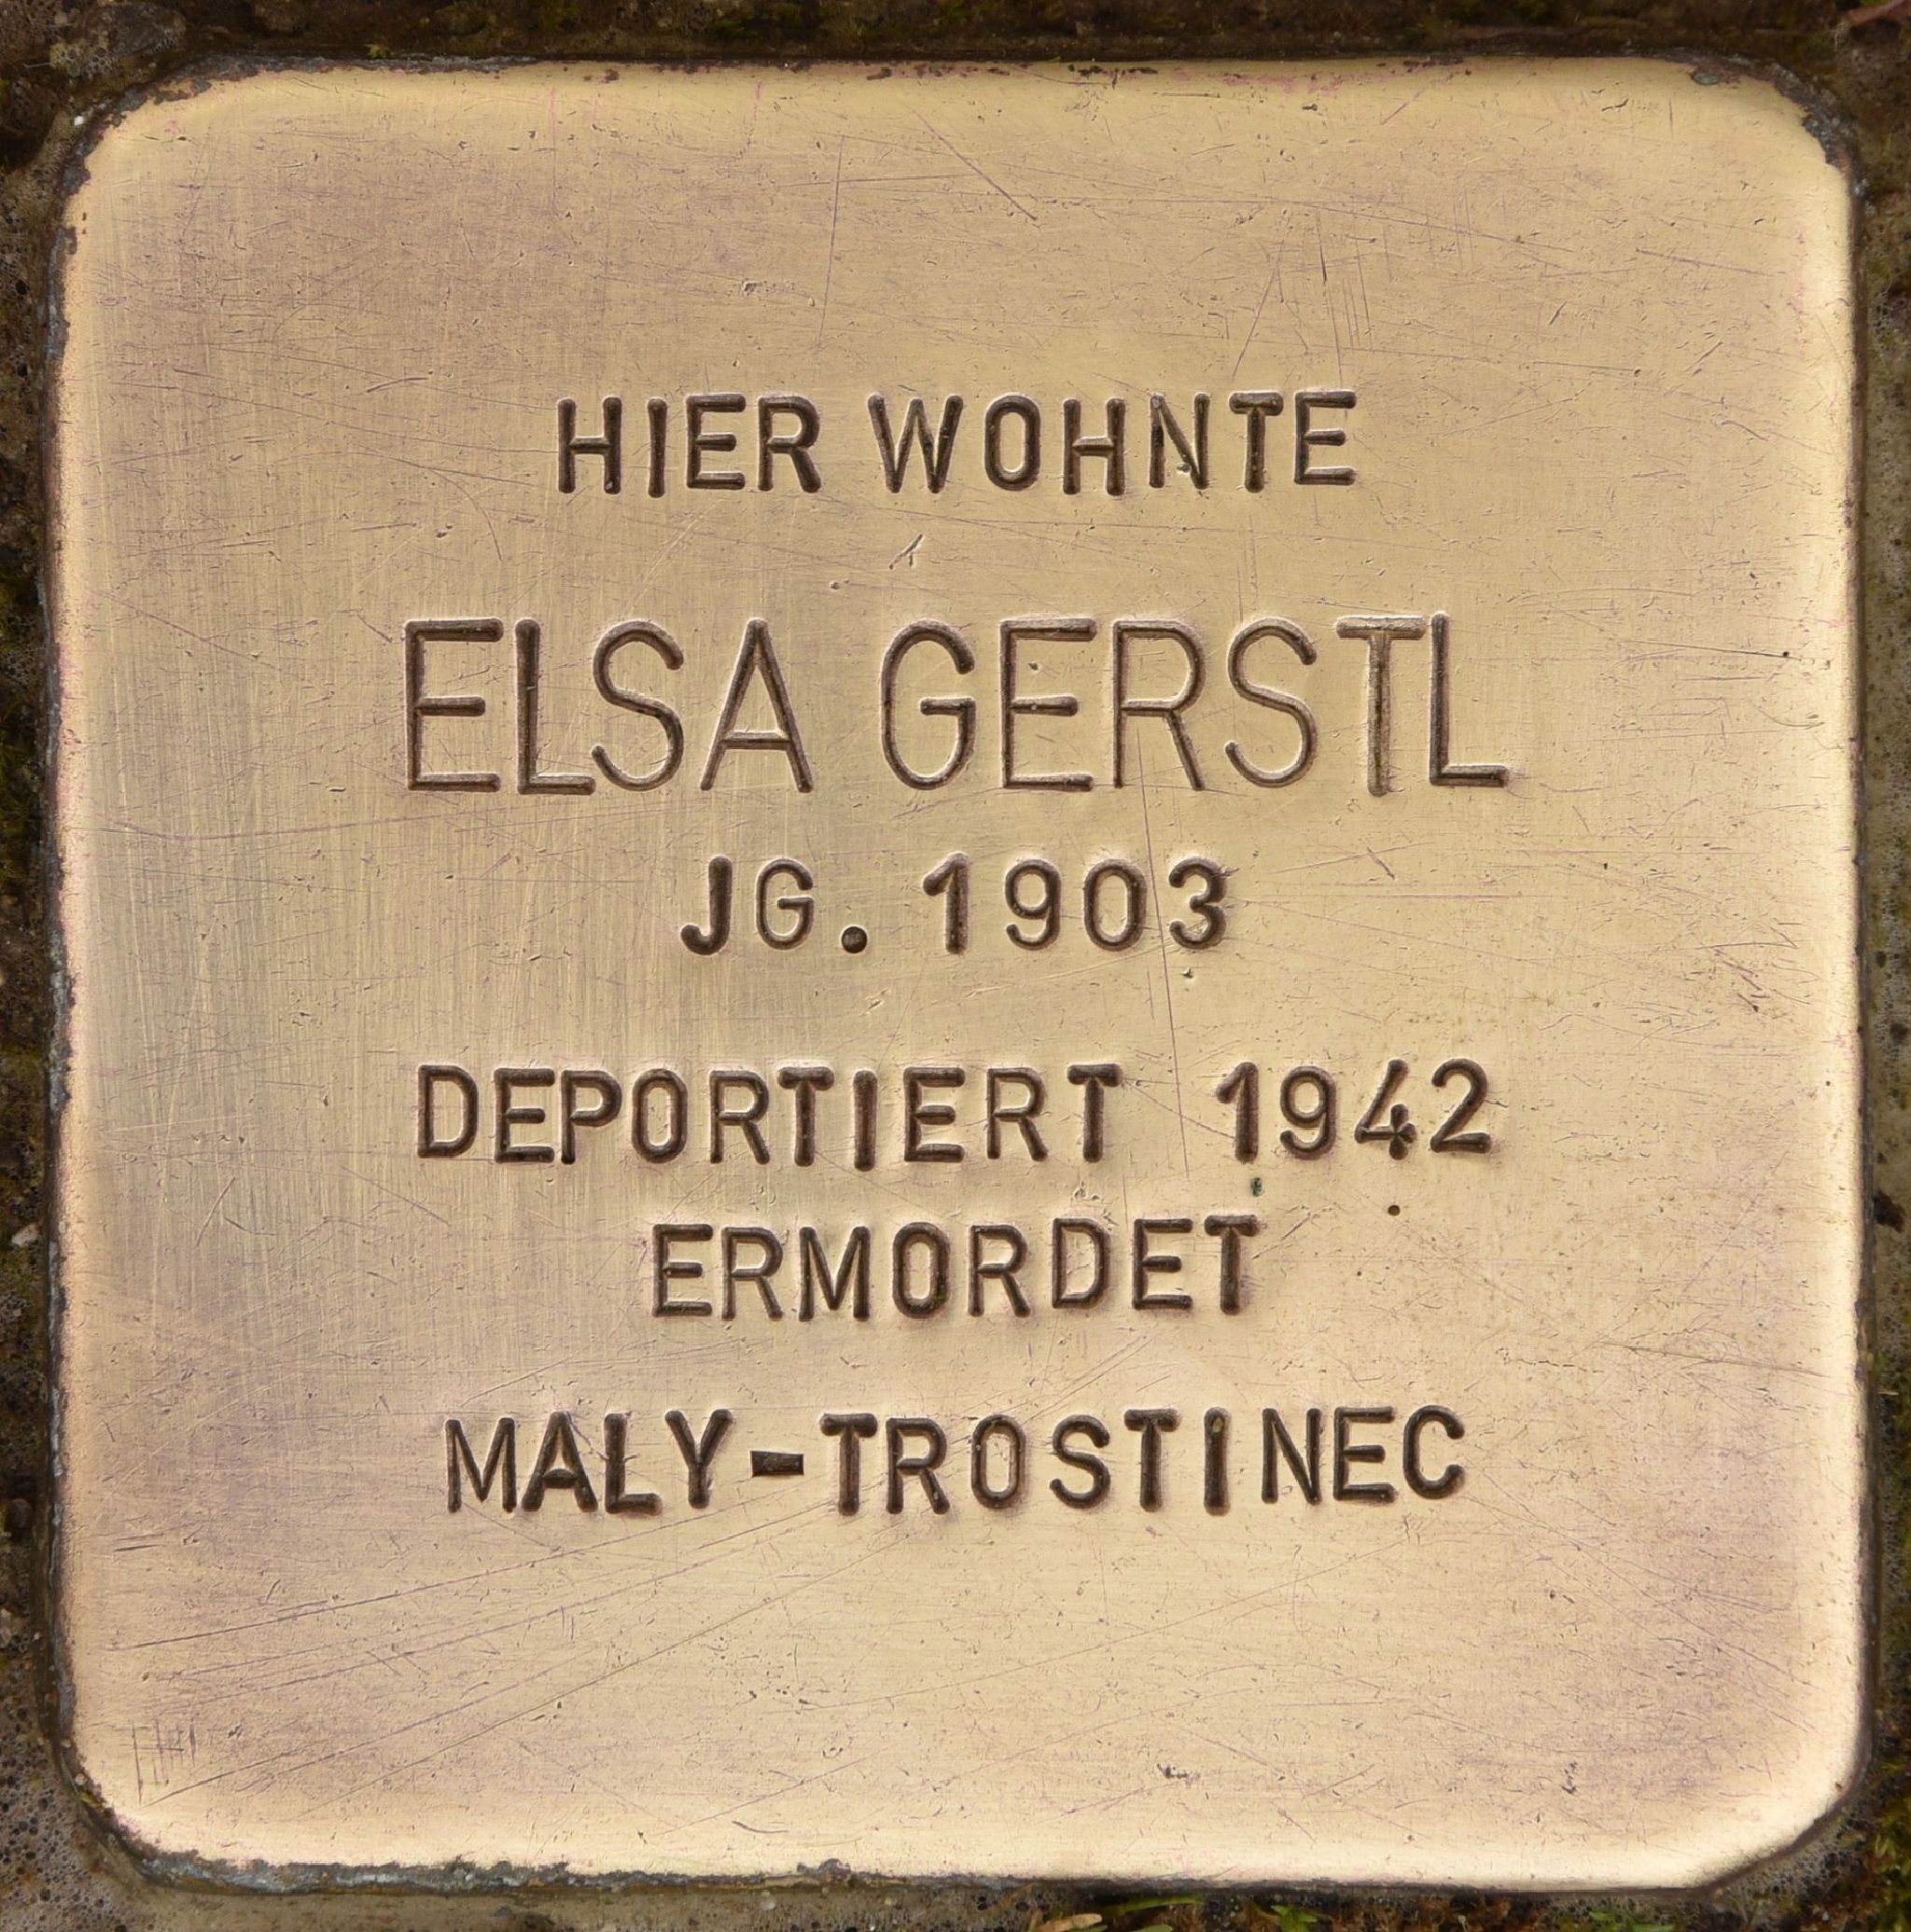 HIER WOHNTE
ELSA GERSTL
JG. 1903
DEPORTIERT 1942
ERMORDET
MALY-TROSTINEC